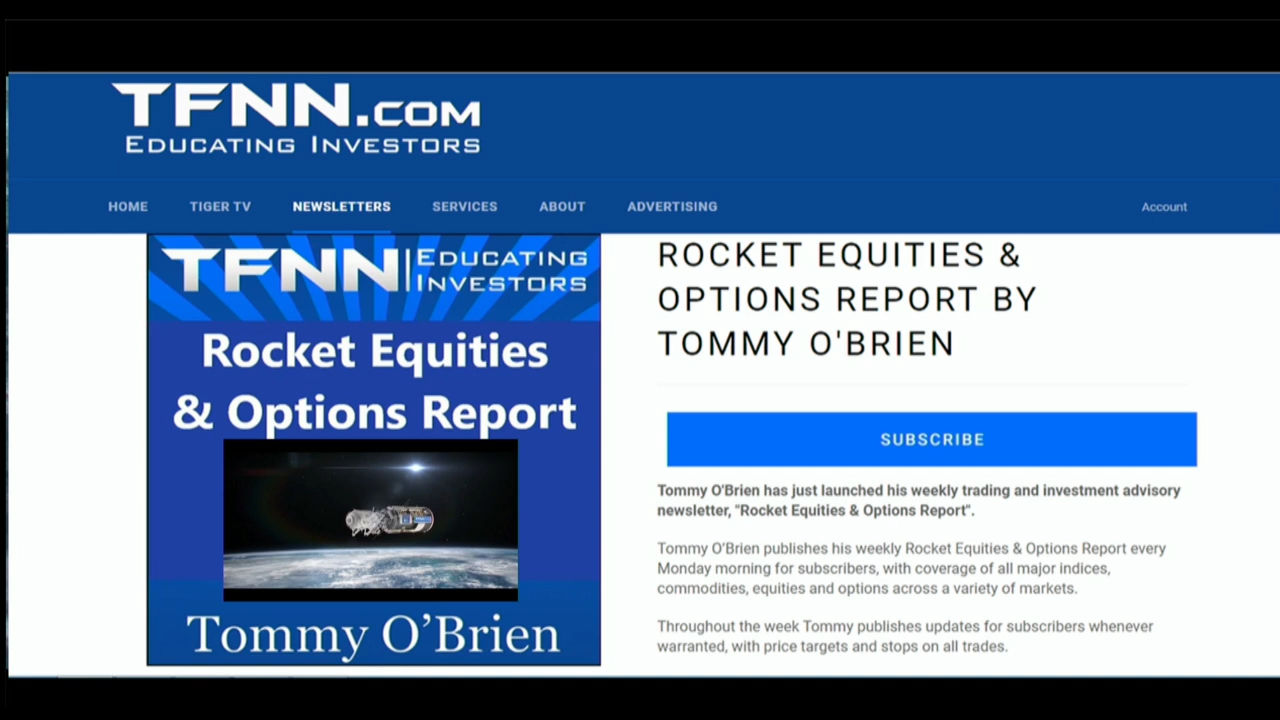 TFNN.COM
EDUCATING INVESTORS
HOME TIGER TV NEWSLETTERS SERVICES ABOUT ADVERTISING Account
TFNN EDUCATING
INVESTORS
Rocket Equities
& Options Report
Tommy O’Brien
ROCKET EQUITIES &
OPTIONS REPORT BY
TOMMY O'BRIEN
SUBSCRIBE
Tommy O'Brien has just launched his weekly trading and investment advisory
newsletter, "Rocket Equities & Options Report".
Tommy O’Brien publishes his weekly Rocket Equities & Options Report every
Monday morning for subscribers, with coverage of all major indices,
commodities, equities and options across a variety of markets.
Throughout the week Tommy publishes updates for subscribers whenever
warranted, with price targets and stops on all trades.